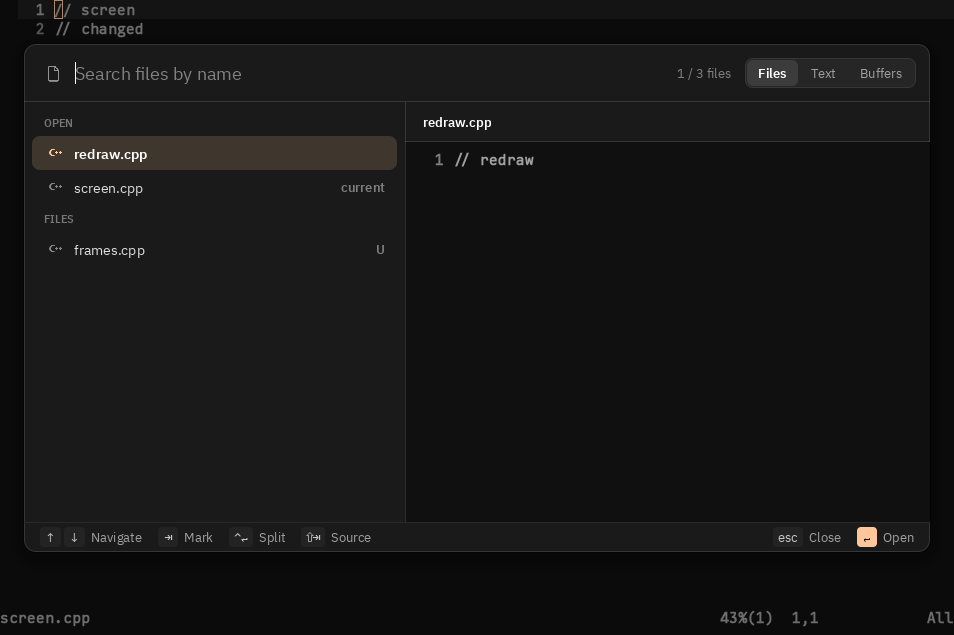 1 // screen
2 // changed
Search files by name
1 / 3 files
Files Text Buffers
OPEN
redraw.cpp
screen.cpp current
FILES
frames.cpp U
redraw.cpp
1 // redraw
↑ ↓ Navigate ⇥ Mark ^↵ Split ⇧⇥ Source
esc Close ↵ Open
screen.cpp 43%(1) 1,1 All